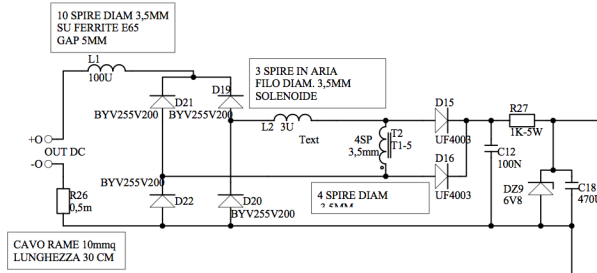 10 SPIRE DIAM 3,5MM
SU FERRITE E65
GAP 5MM
L1
100U
3 SPIRE IN ARIA
FILO DIAM. 3,5MM
SOLENOIDE
D21
D19
BYV255V200
BYV255V200
L2 3U
Text
4SP
3,5mm
T2
T1-5
D15
UF4003
R27
1K-5W
+O
OUT DC
-O
C12
100N
D16
UF4003
DZ9
6V8
C18
470U
BYV255V200
D22
D20
BYV255V200
R26
0,5m
4 SPIRE DIAM
3,5MM
CAVO RAME 10mmq
LUNGHEZZA 30 CM